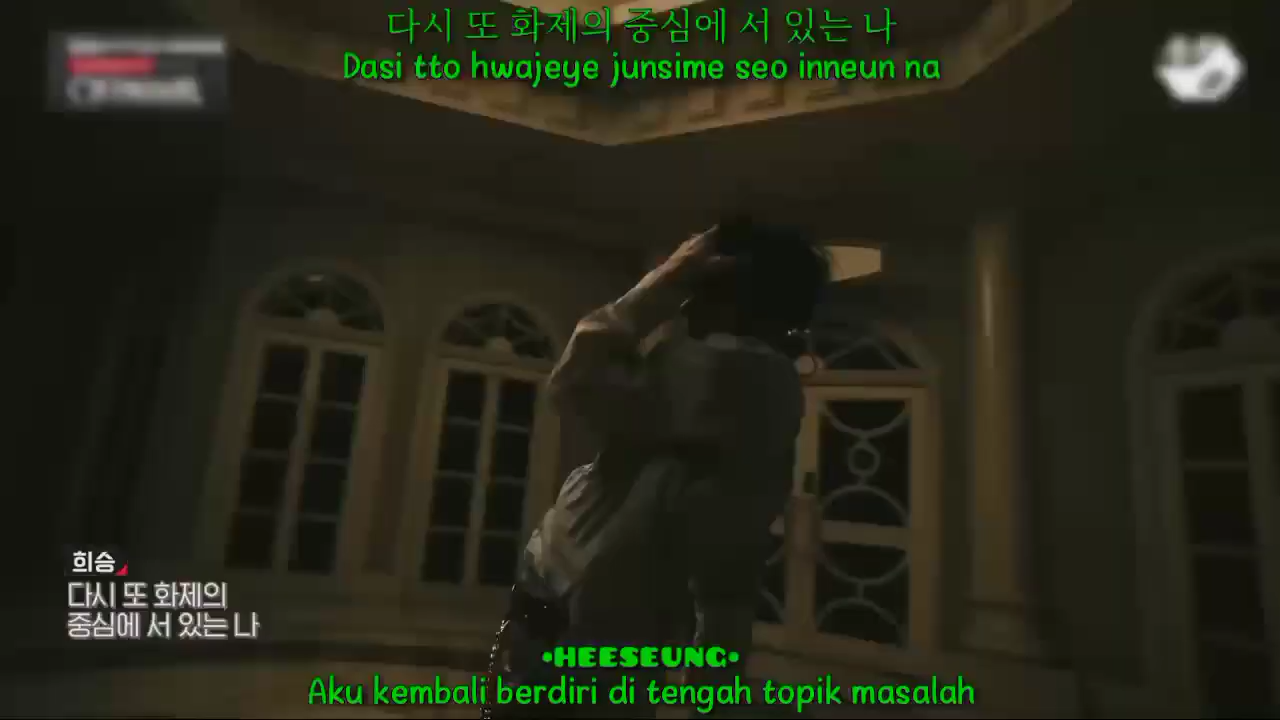 다시 또 화제의 중심에 서 있는 나
Dasi tto hwajeye junsime seo inneun na
희승
다시 또 화제의
중심에 서 있는 나
•HEESEUNG•
Aku kembali berdiri di tengah topik masalah